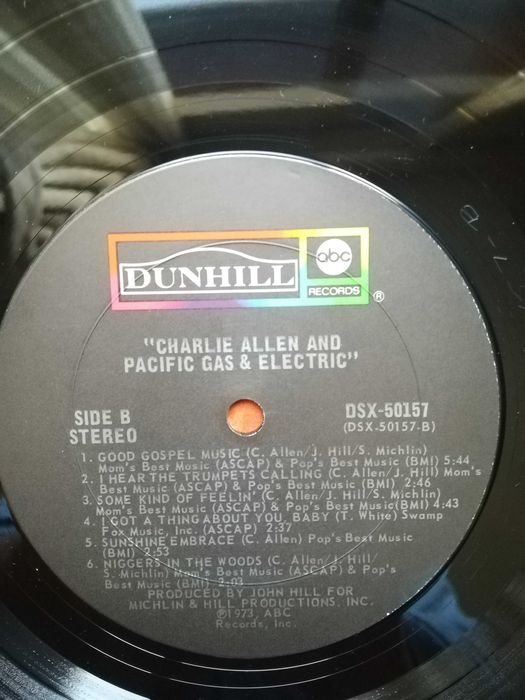 DUNHILL
abc
RECORDS
®
"CHARLIE ALLEN AND
PACIFIC GAS & ELECTRIC"
SIDE B
STEREO
DSX-50157
(DSX-50157-B)
1. GOOD GOSPEL MUSIC (C. Allen/J. Hill/S. Michlin)
Mom's Best Music (ASCAP) & Pop's Best Music (BMI) 5:44
2. I HEAR THE TRUMPETS CALLING (C. Allen/J. Hill) Mom's
Best Music (ASCAP) & Pop's Best Music (BMI) 2:46
3. SOME KIND OF FEELIN' (C. Allen/J. Hill/S. Michlin)
Mom's Best Music (ASCAP) & Pop's Best Music(BMI) 4:43
4. I GOT A THING ABOUT YOU, BABY (T. White) Swamp
Fox Music, Inc. (ASCAP) 2:37
5. SUNSHINE EMBRACE (C. Allen) Pop's Best Music
(BMI) 2:53
6. NIGGERS IN THE WOODS (C. Allen/J. Hill/
S. Michlin) Mom's Best Music (ASCAP) & Pop's
Best Music (BMI) 2:03
PRODUCED BY JOHN HILL FOR
MICHLIN & HILL PRODUCTIONS, INC.
©1973, ABC
Records, Inc.